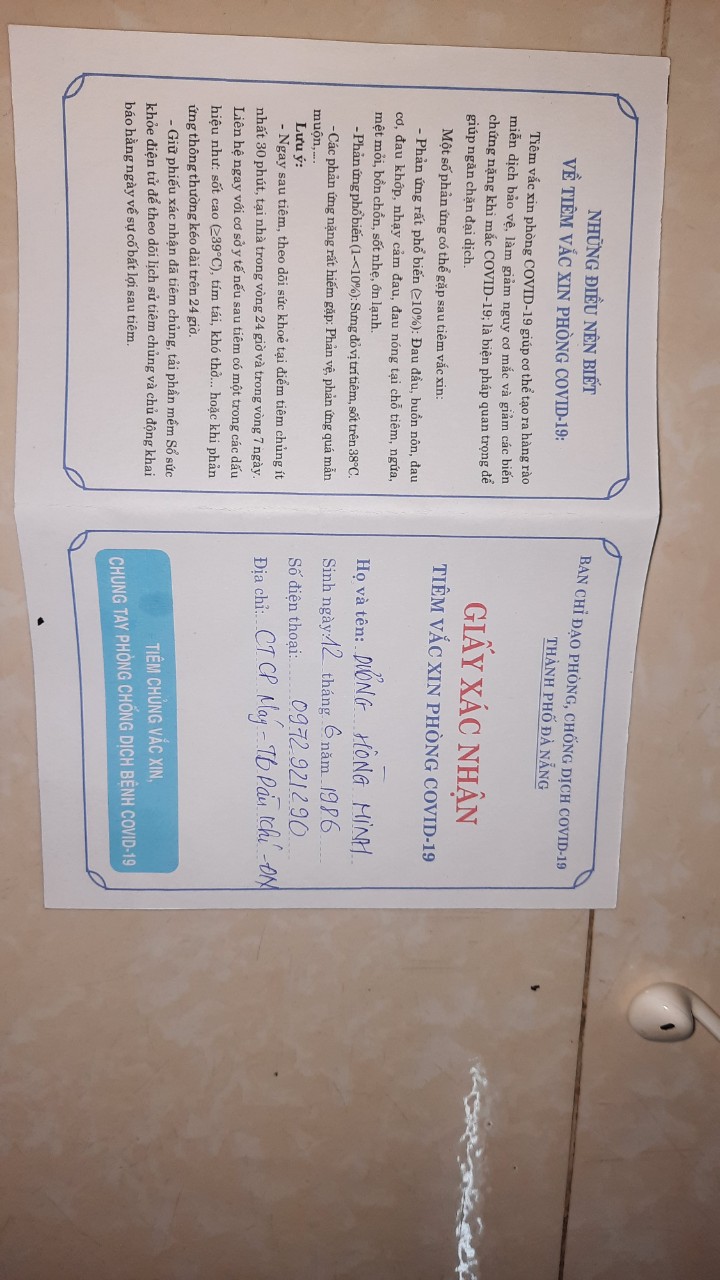 NHỮNG ĐIỀU NÊN BIẾT
VỀ TIÊM VẮC XIN PHÒNG COVID-19:
Tiêm vắc xin phòng COVID-19 giúp cơ thể tạo ra hàng rào
miễn dịch bảo vệ, làm giảm nguy cơ mắc và giảm các biến
chứng nặng khi mắc COVID-19; là biện pháp quan trọng để
giúp ngăn chặn đại dịch.
Một số phản ứng có thể gặp sau tiêm vắc xin:
- Phản ứng rất phổ biến (≥10%): Đau đầu, buồn nôn, đau
cơ, đau khớp, nhạy cảm đau, đau nóng tại chỗ tiêm, ngứa,
mệt mỏi, bồn chồn, sốt nhẹ, ớn lạnh.
- Phản ứng phổ biến (1-<10%): Sưng đỏ vị trí tiêm, sốt trên 38°C.
- Các phản ứng nặng rất hiếm gặp: Phản vệ, phản ứng quá mẫn
muộn,....
Lưu ý:
- Ngay sau tiêm, theo dõi sức khoẻ tại điểm tiêm chủng ít
nhất 30 phút, tại nhà trong vòng 24 giờ và trong vòng 7 ngày.
Liên hệ ngay với cơ sở y tế nếu sau tiêm có một trong các dấu
hiệu như: sốt cao (≥39°C), tím tái, khó thở... hoặc khi phản
ứng thông thường kéo dài trên 24 giờ.
- Giữ phiếu xác nhận đã tiêm chủng, tải phần mềm Sổ sức
khỏe điện tử để theo dõi lịch sử tiêm chủng và chủ động khai
báo hàng ngày về sự cố bất lợi sau tiêm.
BAN CHỈ ĐẠO PHÒNG, CHỐNG DỊCH COVID-19
THÀNH PHỐ ĐÀ NẴNG
GIẤY XÁC NHẬN
TIÊM VẮC XIN PHÒNG COVID-19
Họ và tên: DƯƠNG HỒNG MINH
Sinh ngày: 12 tháng 6 năm 1986
Số điện thoại: 0972.921290
Địa chỉ: CT CP Máy - TB Dầu Khí - ĐN
TIÊM CHỦNG VẮC XIN,
CHUNG TAY PHÒNG CHỐNG DỊCH BỆNH COVID-19